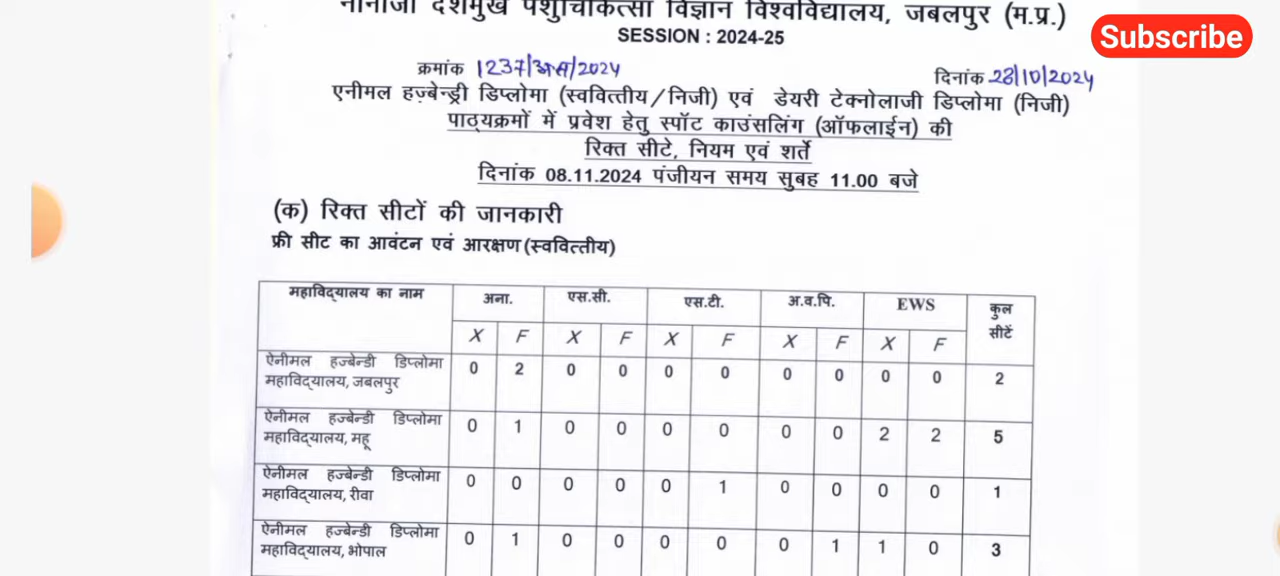 नानाजी देशमुख पशुचिकित्सा विज्ञान विश्वविद्यालय, जबलपुर (म.प्र.)
Subscribe
SESSION : 2024-25
क्रमांक 1237/अस/2024
दिनांक 28/10/2024
एनीमल हज़्बेन्ड्री डिप्लोमा (स्ववित्तीय/निजी) एवं डेयरी टेक्नोलाजी डिप्लोमा (निजी)
पाठ्यक्रमों में प्रवेश हेतु स्पॉट काउंसलिंग (ऑफलाईन) की
रिक्त सीटे, नियम एवं शर्ते
दिनांक 08.11.2024 पंजीयन समय सुबह 11.00 बजे
(क) रिक्त सीटों की जानकारी
फ्री सीट का आवंटन एवं आरक्षण (स्ववित्तीय)
महाविद्यालय का नाम अना. एस.सी. एस.टी. अ.व.पि. EWS कुल सीटें
X F X F X F X F X F
ऐनीमल हज्बेन्डी डिप्लोमा
महाविद्यालय, जबलपुर 0 2 0 0 0 0 0 0 0 0 2
ऐनीमल हज्बेन्डी डिप्लोमा
महाविद्यालय, महू 0 1 0 0 0 0 0 0 2 2 5
ऐनीमल हज्बेन्डी डिप्लोमा
महाविद्यालय, रीवा 0 0 0 0 0 1 0 0 0 0 1
ऐनीमल हज्बेन्डी डिप्लोमा
महाविद्यालय, भोपाल 0 1 0 0 0 0 0 1 1 0 3